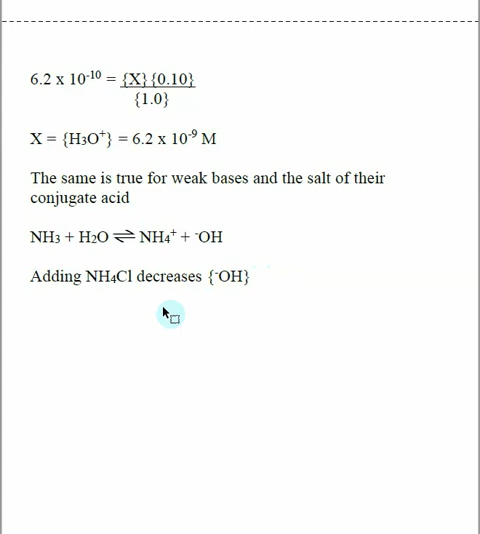 6.2 x 10⁻¹⁰ = {X}{0.10}
{1.0}
X = {H₃O⁺} = 6.2 x 10⁻⁹ M
The same is true for weak bases and the salt of their
conjugate acid
NH₃ + H₂O ⇌ NH₄⁺ + ⁻OH
Adding NH₄Cl decreases {⁻OH}